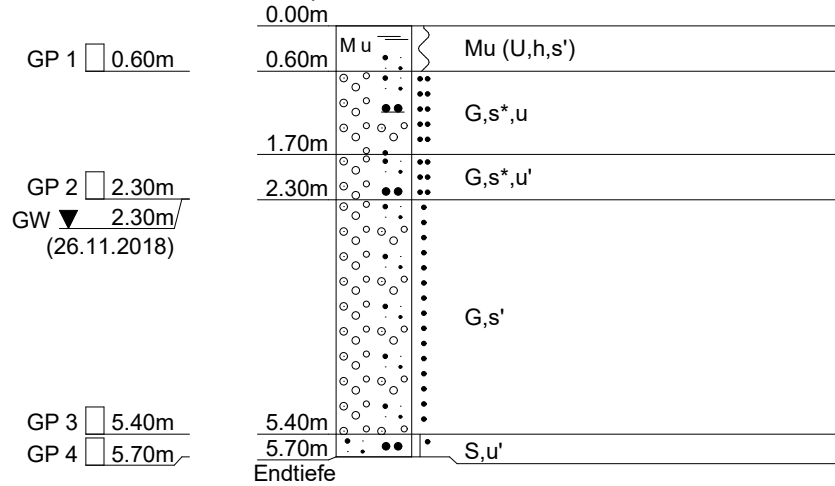 0.00m
Mu
Mu (U,h,s')
GP 1 0.60m
0.60m
G,s*,u
1.70m
G,s*,u'
GP 2 2.30m
2.30m
GW 2.30m
(26.11.2018)
G,s'
GP 3 5.40m
5.40m
GP 4 5.70m
5.70m
S,u'
Endtiefe